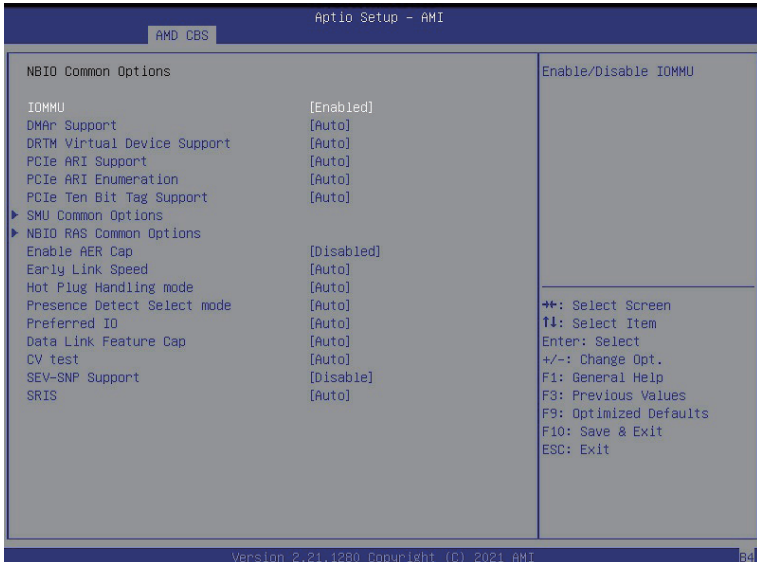 Aptio Setup – AMI
AMD CBS
NBIO Common Options
IOMMU [Enabled]
DMAr Support [Auto]
DRTM Virtual Device Support [Auto]
PCIe ARI Support [Auto]
PCIe ARI Enumeration [Auto]
PCIe Ten Bit Tag Support [Auto]
SMU Common Options
NBIO RAS Common Options
Enable AER Cap [Disabled]
Early Link Speed [Auto]
Hot Plug Handling mode [Auto]
Presence Detect Select mode [Auto]
Preferred IO [Auto]
Data Link Feature Cap [Auto]
CV test [Auto]
SEV-SNP Support [Disable]
SRIS [Auto]
Enable/Disable IOMMU
→←: Select Screen
↑↓: Select Item
Enter: Select
+/-: Change Opt.
F1: General Help
F3: Previous Values
F9: Optimized Defaults
F10: Save & Exit
ESC: Exit
Version 2.21.1280 Copyright (C) 2021 AMI
B4